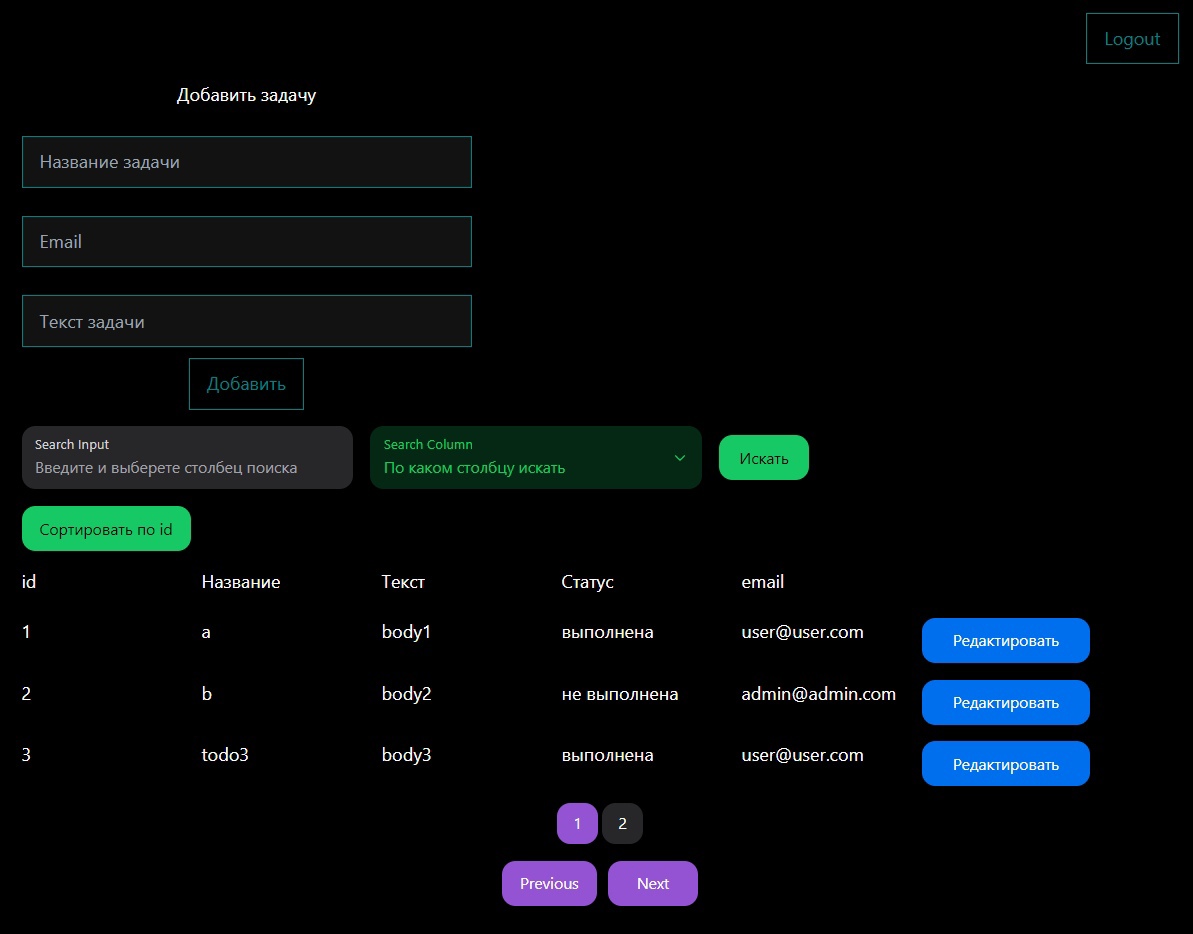 Logout
Добавить задачу
Название задачи
Email
Текст задачи
Добавить
Search Input
Введите и выберете столбец поиска
Search Column
По каком столбцу искать
Искать
Сортировать по id
id Название Текст Статус email
1 a body1 выполнена user@user.com Редактировать
2 b body2 не выполнена admin@admin.com Редактировать
3 todo3 body3 выполнена user@user.com Редактировать
1 2
Previous Next